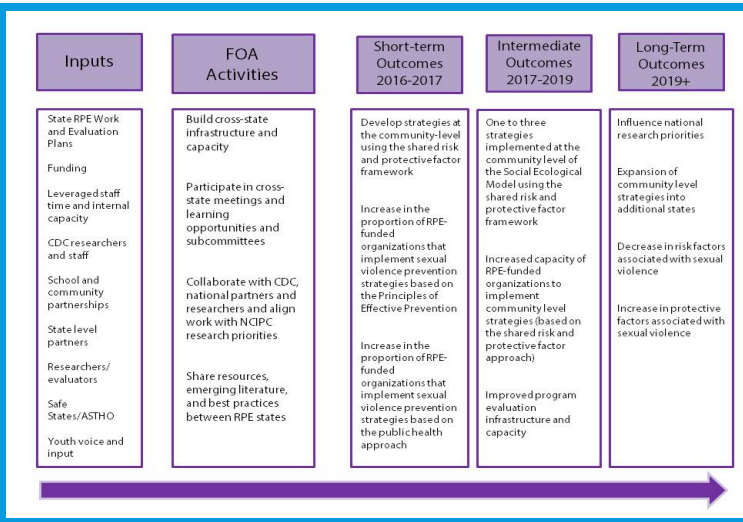 Inputs
State RPE Work
and Evaluation
Plans
Funding
Leveraged staff
time and internal
capacity
CDC researchers
and staff
School and
community
partnerships
State level
partners
Researchers/
evaluators
Safe
States/ASTHO
Youth voice and
input
FOA
Activities
Build cross-state
infrastructure and
capacity
Participate in cross-
state meetings and
learning
opportunities and
subcommittees
Collaborate with CDC,
national partners and
researchers and align
work with NCIPC
research priorities
Share resources,
emerging literature,
and best practices
between RPE states
Short-term
Outcomes
2016-2017
Develop strategies at
the community-level
using the shared risk
and protective factor
framework
Increase in the
proportion of RPE-
funded
organizations that
implement sexual
violence prevention
strategies based on
the Principles of
Effective Prevention
Increase in the
proportion of RPE-
funded
organizations that
implement sexual
violence prevention
strategies based on
the public health
approach
Intermediate
Outcomes
2017-2019
One to three
strategies
implemented at the
community level of
the Social Ecological
Model using the
shared risk and
protective factor
framework
Increased capacity of
RPE-funded
organizations to
implement
community level
strategies (based on
the shared risk and
protective factor
approach)
Improved program
evaluation
infrastructure and
capacity
Long-Term
Outcomes
2019+
Influence national
research priorities
Expansion of
community level
strategies into
additional states
Decrease in risk factors
associated with sexual
violence
Increase in protective
factors associated with
sexual violence